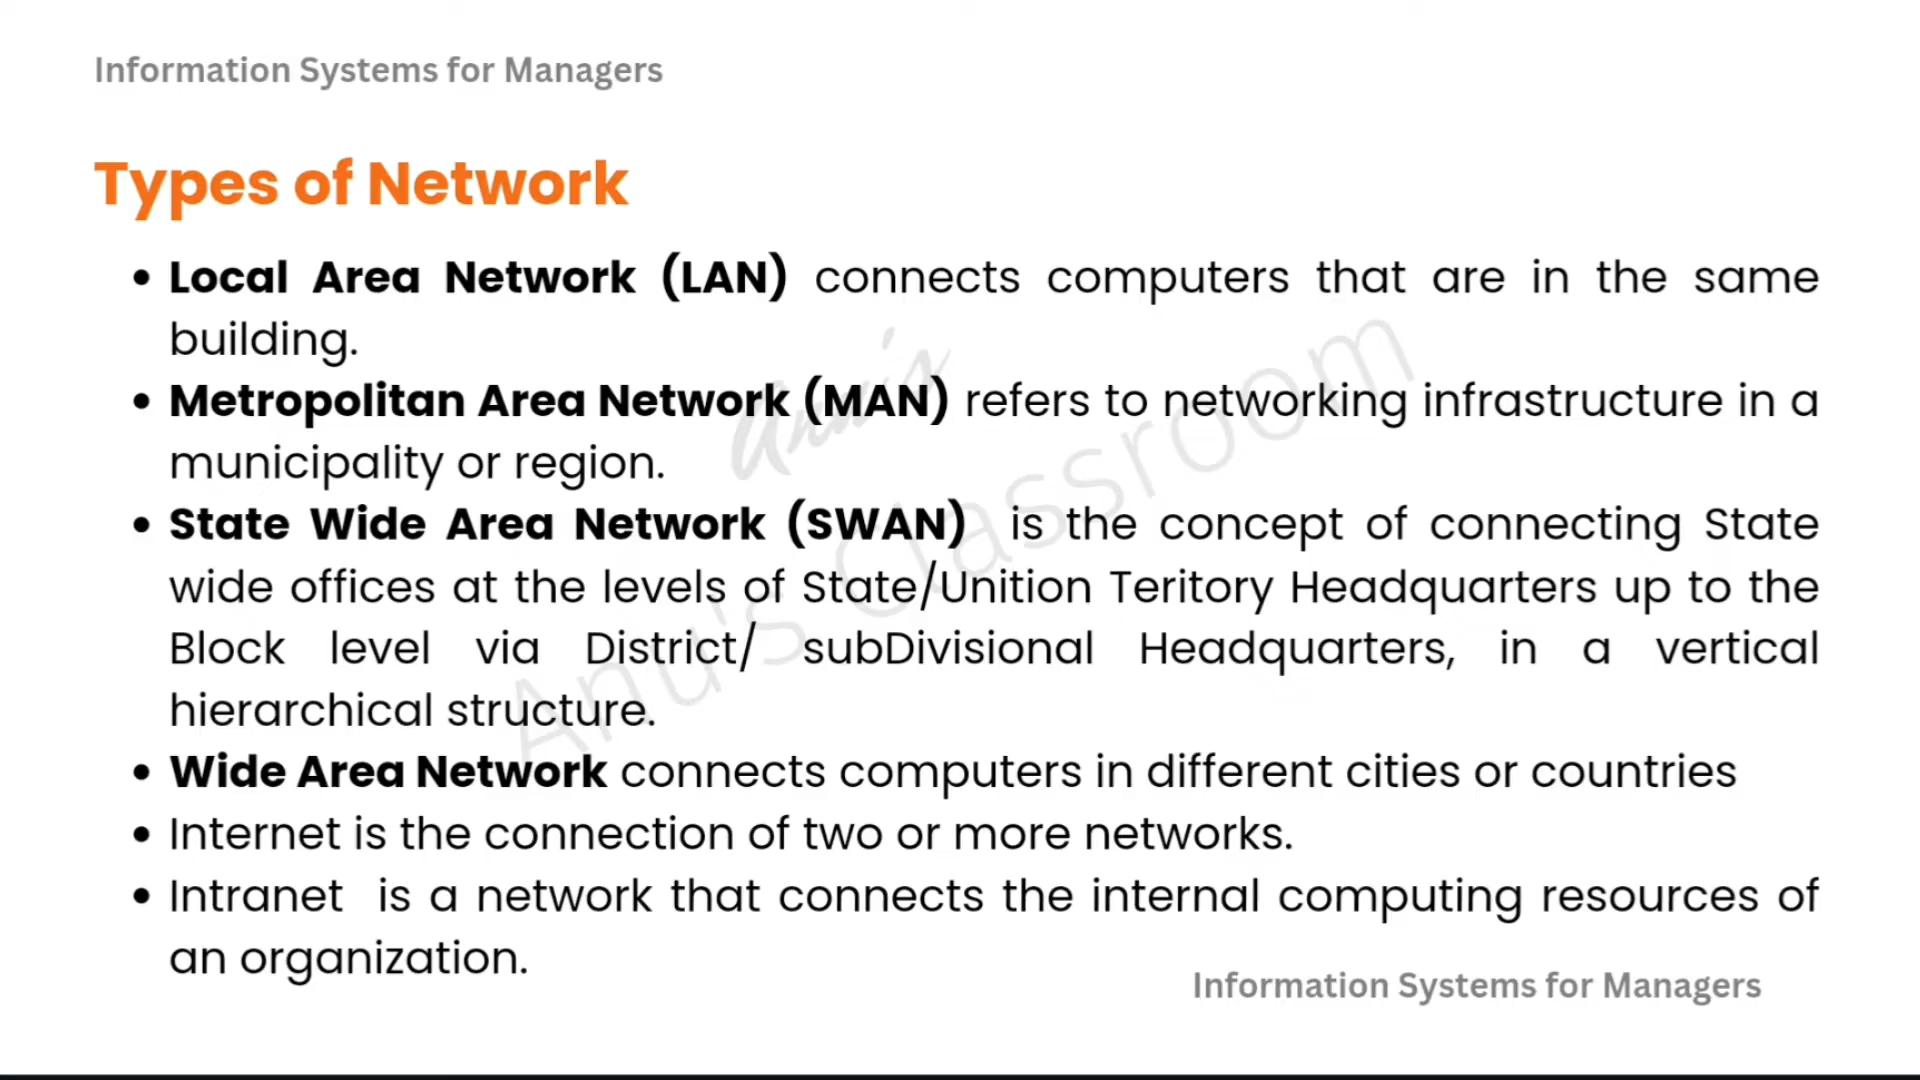 Information Systems for Managers
Types of Network
• Local Area Network (LAN) connects computers that are in the same
building.
• Metropolitan Area Network (MAN) refers to networking infrastructure in a
municipality or region.
• State Wide Area Network (SWAN) is the concept of connecting State
wide offices at the levels of State/Unition Teritory Headquarters up to the
Block level via District/ subDivisional Headquarters, in a vertical
hierarchical structure.
• Wide Area Network connects computers in different cities or countries
• Internet is the connection of two or more networks.
• Intranet is a network that connects the internal computing resources of
an organization.
Information Systems for Managers
Anu's
Anu's Classroom